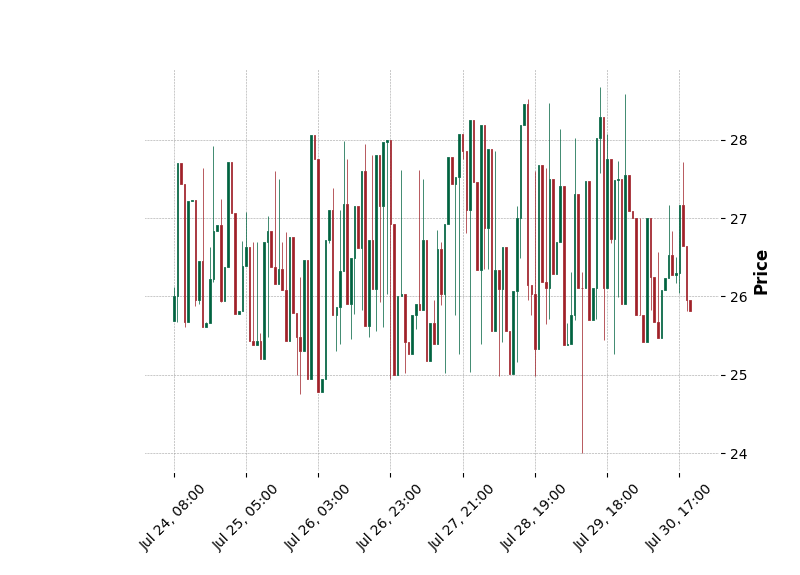 28
27
26
25
24
Price
Jul 24, 08:00
Jul 25, 05:00
Jul 26, 03:00
Jul 26, 23:00
Jul 27, 21:00
Jul 28, 19:00
Jul 29, 18:00
Jul 30, 17:00